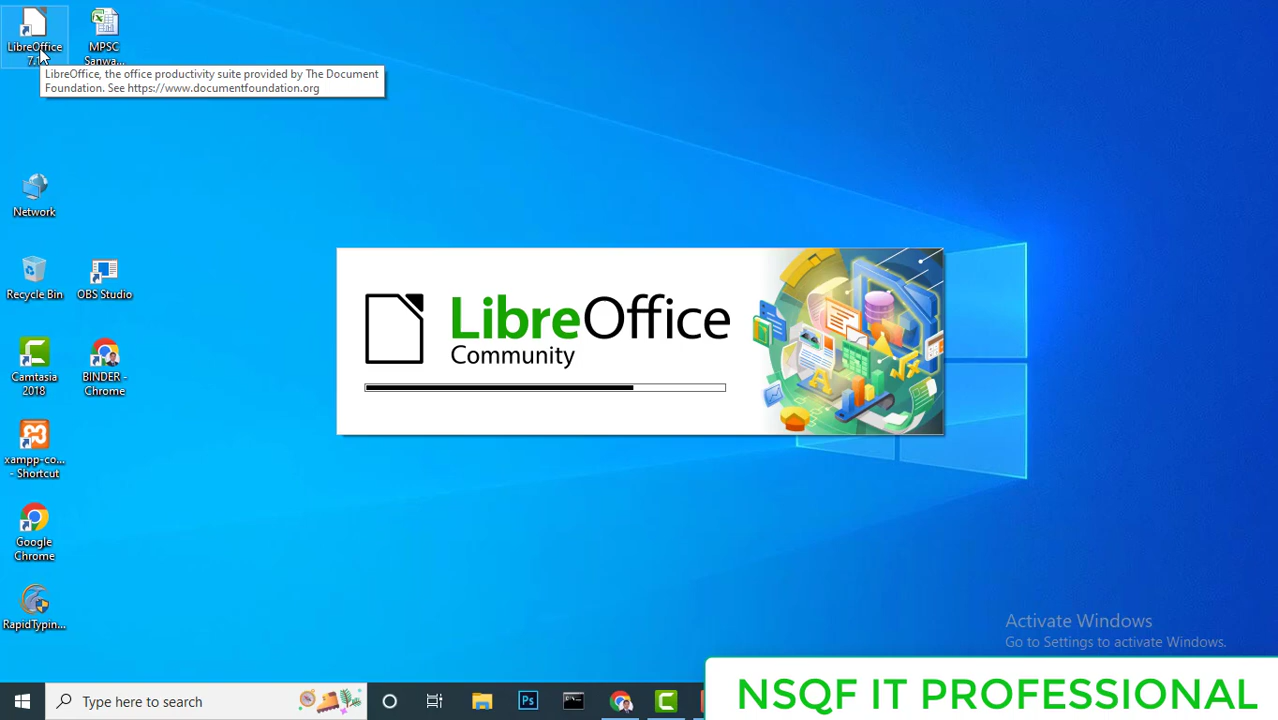 LibreOffice
7.1
MPSC
Sanwa...
LibreOffice, the office productivity suite provided by The Document
Foundation. See https://www.documentfoundation.org
Network
Recycle Bin
OBS Studio
Camtasia
2018
BINDER -
Chrome
xampp-co...
- Shortcut
Google
Chrome
RapidTypin...
LibreOffice
Community
Activate Windows
Go to Settings to activate Windows.
Type here to search
Ps
NSQF IT PROFESSIONAL